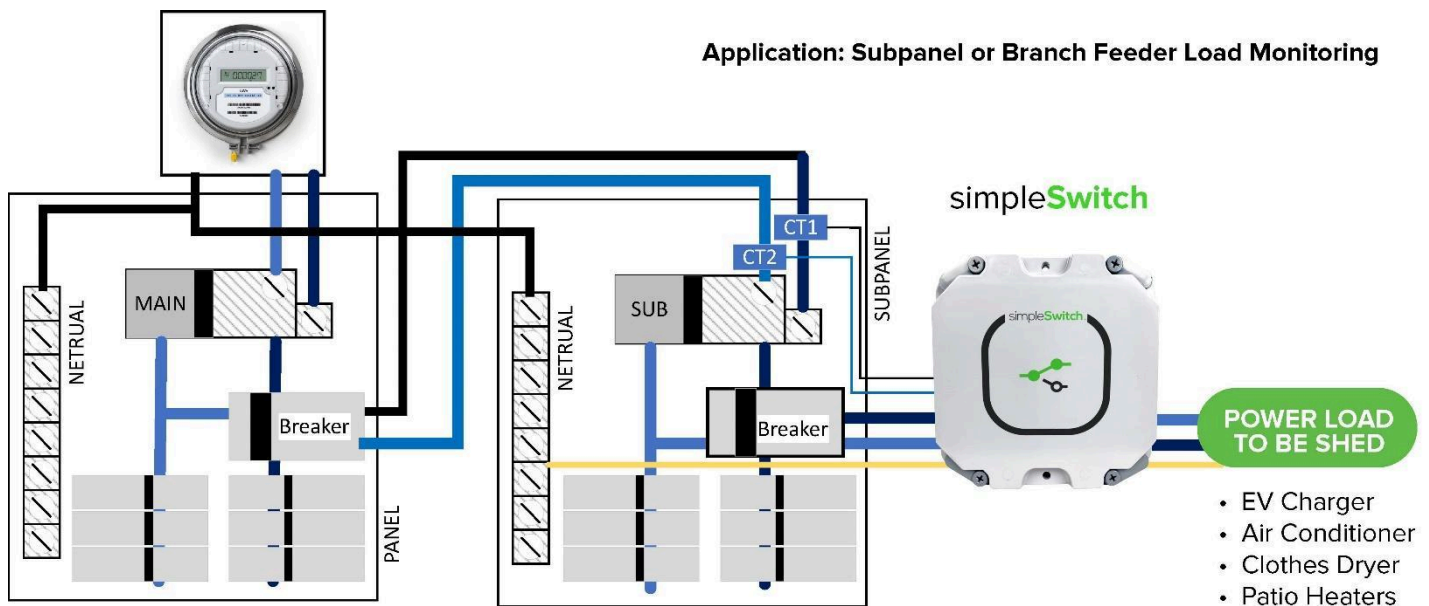 Application: Subpanel or Branch Feeder Load Monitoring
MAIN
NETRUAL
Breaker
PANEL
CT1
CT2
SUB
NETRUAL
Breaker
SUBPANEL
simpleSwitch
simpleSwitch
POWER LOAD
TO BE SHED
• EV Charger
• Air Conditioner
• Clothes Dryer
• Patio Heaters